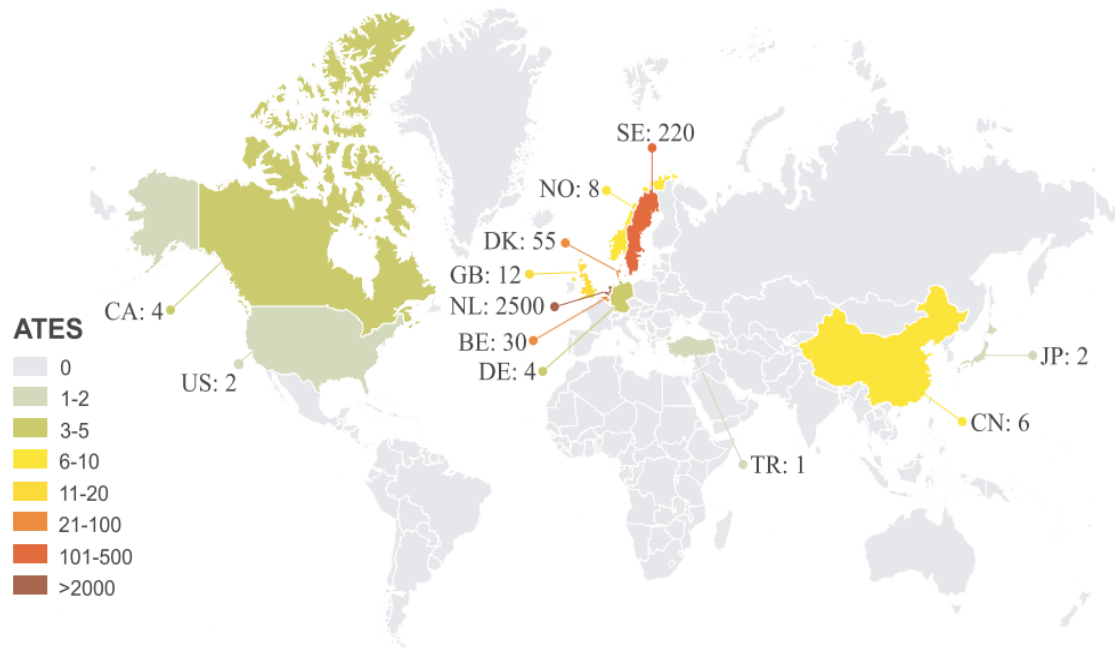 SE: 220
NO: 8
DK: 55
GB: 12
NL: 2500
BE: 30
DE: 4
CA: 4
US: 2
JP: 2
CN: 6
TR: 1
ATES
0
1-2
3-5
6-10
11-20
21-100
101-500
>2000